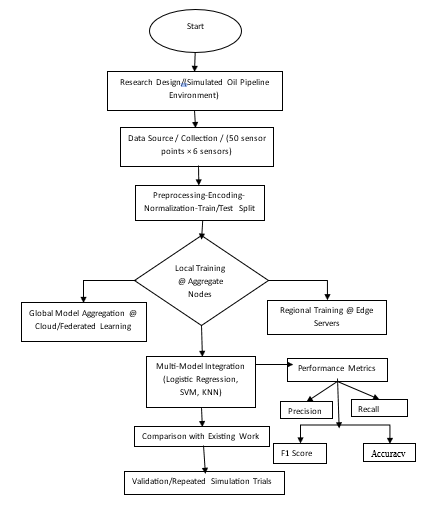 Start
Research Design/(Simulated Oil Pipeline
Environment)
Data Source / Collection / (50 sensor
points × 6 sensors)
Preprocessing-Encoding-
Normalization-Train/Test Split
Local Training
@ Aggregate
Nodes
Global Model Aggregation @
Cloud/Federated Learning
Regional Training @ Edge
Servers
Multi-Model Integration
(Logistic Regression,
SVM, KNN)
Performance Metrics
Precision
Recall
Comparison with Existing Work
F1 Score
Accuracy
Validation/Repeated Simulation Trials